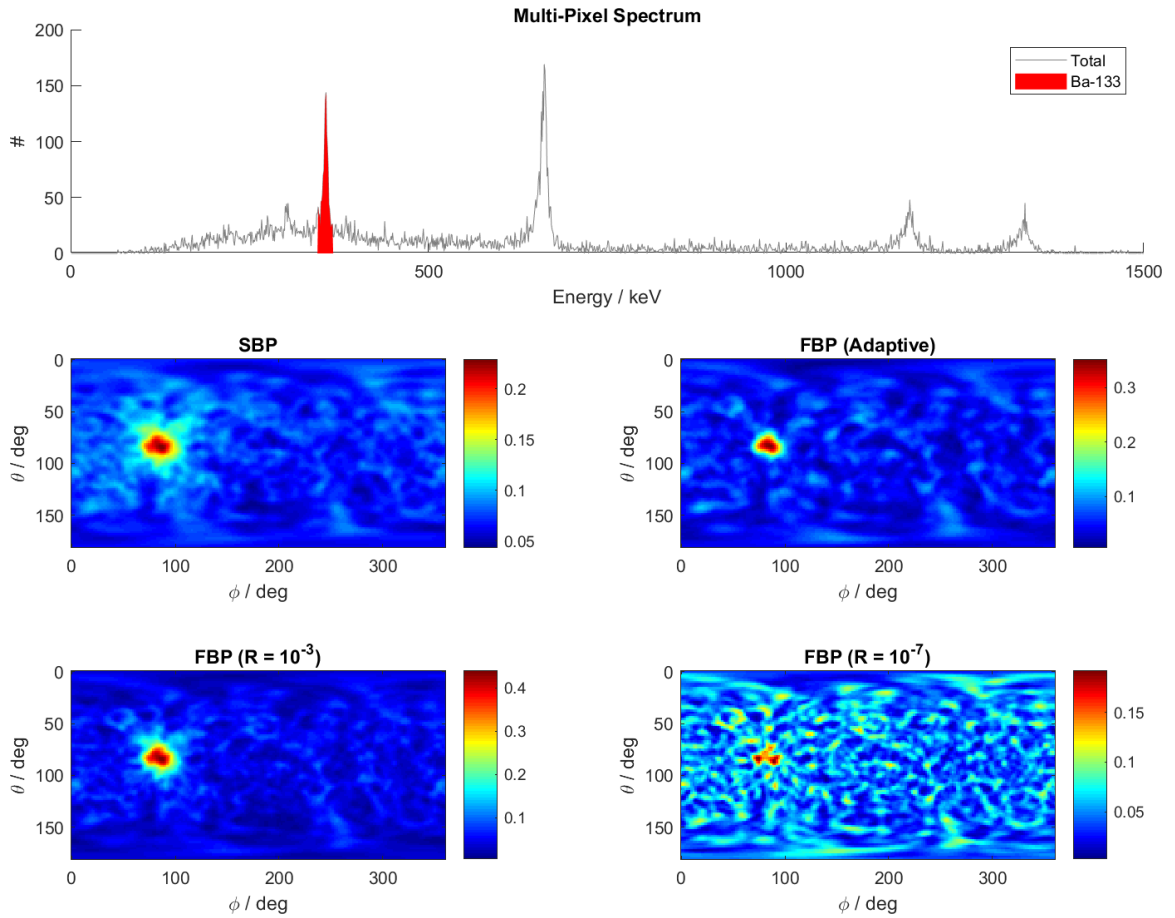 Multi-Pixel Spectrum
200
150
100
50
0
#
Total
Ba-133
0 500 1000 1500
Energy / keV
SBP
0
50
100
150
θ / deg
0 100 200 300
ϕ / deg
0.2
0.15
0.1
0.05
FBP (Adaptive)
0
50
100
150
θ / deg
0 100 200 300
ϕ / deg
0.3
0.2
0.1
FBP (R = 10⁻³)
0
50
100
150
θ / deg
0 100 200 300
ϕ / deg
0.4
0.3
0.2
0.1
FBP (R = 10⁻⁷)
0
50
100
150
θ / deg
0 100 200 300
ϕ / deg
0.15
0.1
0.05